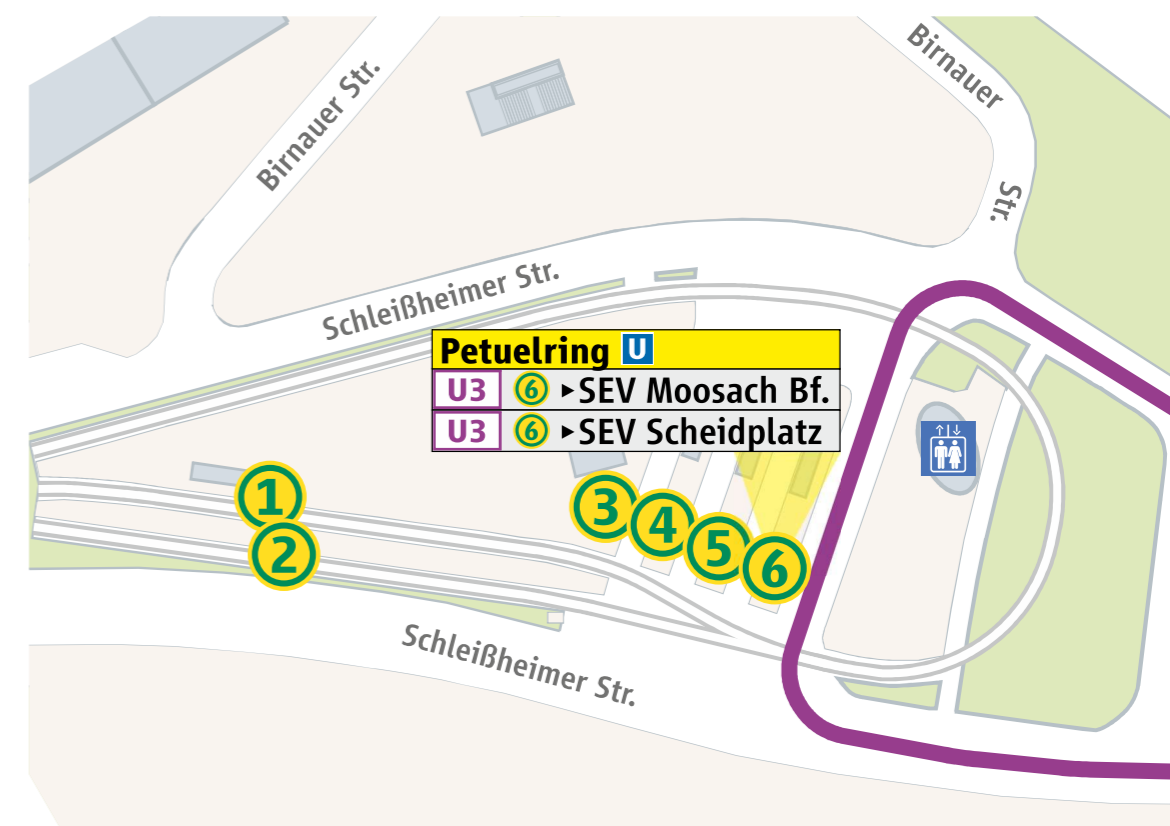 Birnauer Str.
Birnauer
Str.
Schleißheimer Str.
Petuelring U
U3 6 ▸SEV Moosach Bf.
U3 6 ▸SEV Scheidplatz
1
2
3
4
5
6
Schleißheimer Str.